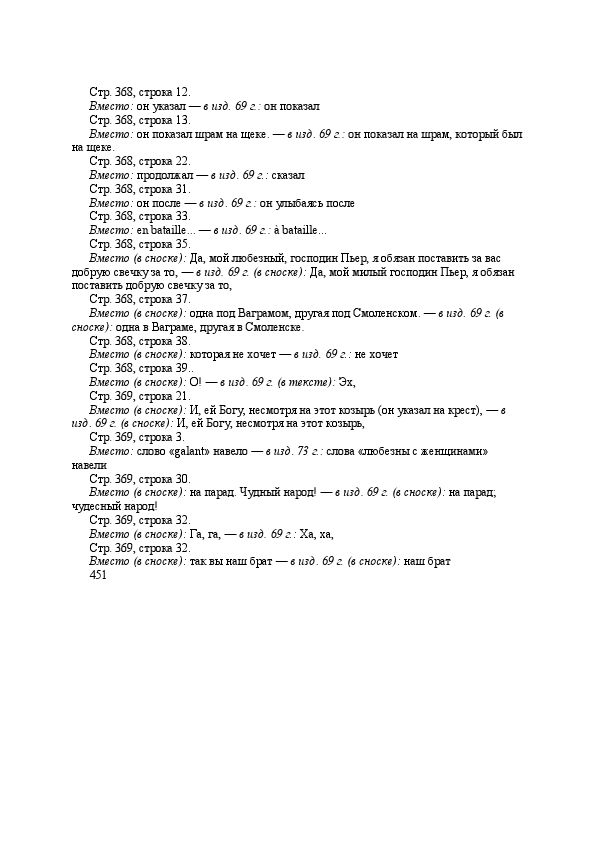 Стр. 368, строка 12.
Вместо: он указал — в изд. 69 г.: он показал
Стр. 368, строка 13.
Вместо: он показал шрам на щеке. — в изд. 69 г.: он показал на шрам, который был
на щеке.
Стр. 368, строка 22.
Вместо: продолжал — в изд. 69 г.: сказал
Стр. 368, строка 31.
Вместо: он после — в изд. 69 г.: он улыбаясь после
Стр. 368, строка 33.
Вместо: en bataille... — в изд. 69 г.: à bataille...
Стр. 368, строка 35.
Вместо (в сноске): Да, мой любезный, господин Пьер, я обязан поставить за вас
добрую свечку за то, — в изд. 69 г. (в сноске): Да, мой милый господин Пьер, я обязан
поставить добрую свечку за то,
Стр. 368, строка 37.
Вместо (в сноске): одна под Ваграмом, другая под Смоленском. — в изд. 69 г. (в
сноске): одна в Ваграме, другая в Смоленске.
Стр. 368, строка 38.
Вместо (в сноске): которая не хочет — в изд. 69 г.: не хочет
Стр. 368, строка 39..
Вместо (в сноске): О! — в изд. 69 г. (в тексте): Эх,
Стр. 369, строка 21.
Вместо (в сноске): И, ей Богу, несмотря на этот козырь (он указал на крест), — в
изд. 69 г. (в сноске): И, ей Богу, несмотря на этот козырь,
Стр. 369, строка 3.
Вместо: слово «galant» навело — в изд. 73 г.: слова «любезны с женщинами»
навели
Стр. 369, строка 30.
Вместо (в сноске): на парад. Чудный народ! — в изд. 69 г. (в сноске): на парад;
чудесный народ!
Стр. 369, строка 32.
Вместо (в сноске): Га, га, — в изд. 69 г.: Ха, ха,
Стр. 369, строка 32.
Вместо (в сноске): так вы наш брат — в изд. 69 г. (в сноске): наш брат
451